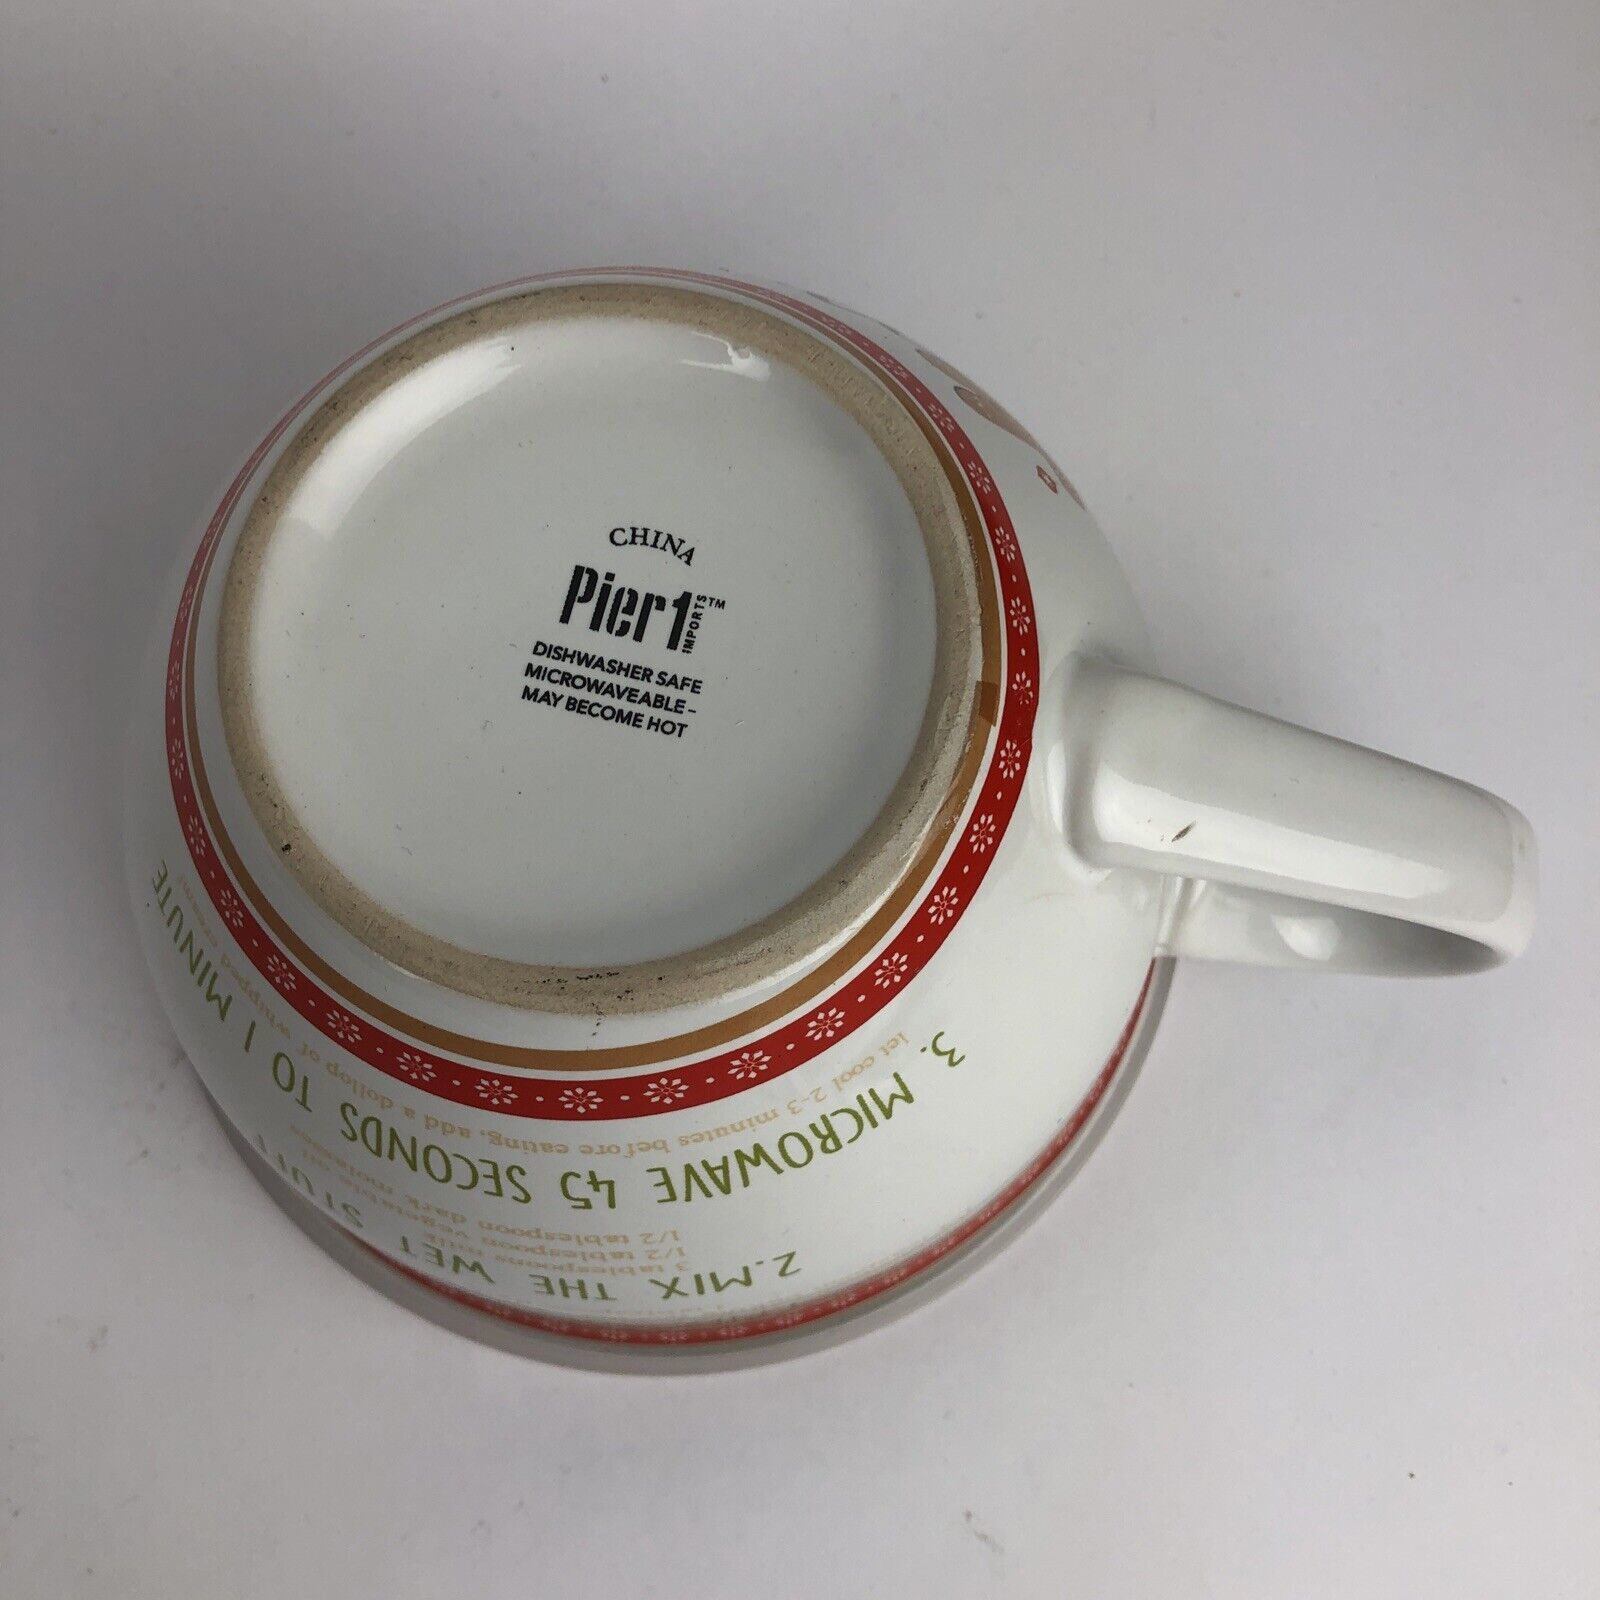 CHINA
Pier1
IMPORTS™
DISHWASHER SAFE
MICROWAVEABLE –
MAY BECOME HOT
2. MIX THE WET STUFF
3 tablespoons milk
1/2 tablespoon vegetable oil
1/2 tablespoon dark molasses
3. MICROWAVE 45 SECONDS TO 1 MINUTE
let cool 2-3 minutes before eating, add a dollop of whipped cream!